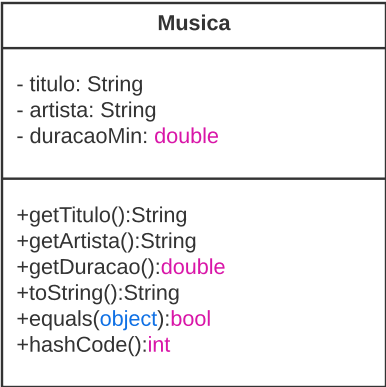 Musica
- titulo: String
- artista: String
- duracaoMin: double
+getTitulo():String
+getArtista():String
+getDuracao():double
+toString():String
+equals(object):bool
+hashCode():int